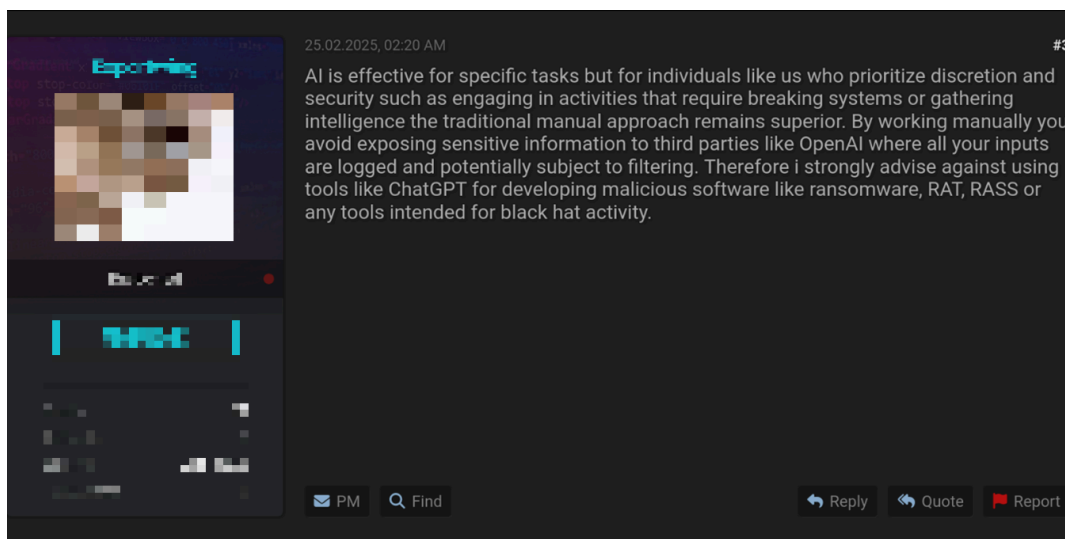 25.02.2025, 02:20 AM
#3
AI is effective for specific tasks but for individuals like us who prioritize discretion and
security such as engaging in activities that require breaking systems or gathering
intelligence the traditional manual approach remains superior. By working manually you
avoid exposing sensitive information to third parties like OpenAI where all your inputs
are logged and potentially subject to filtering. Therefore i strongly advise against using
tools like ChatGPT for developing malicious software like ransomware, RAT, RASS or
any tools intended for black hat activity.
PM Find Reply Quote Report